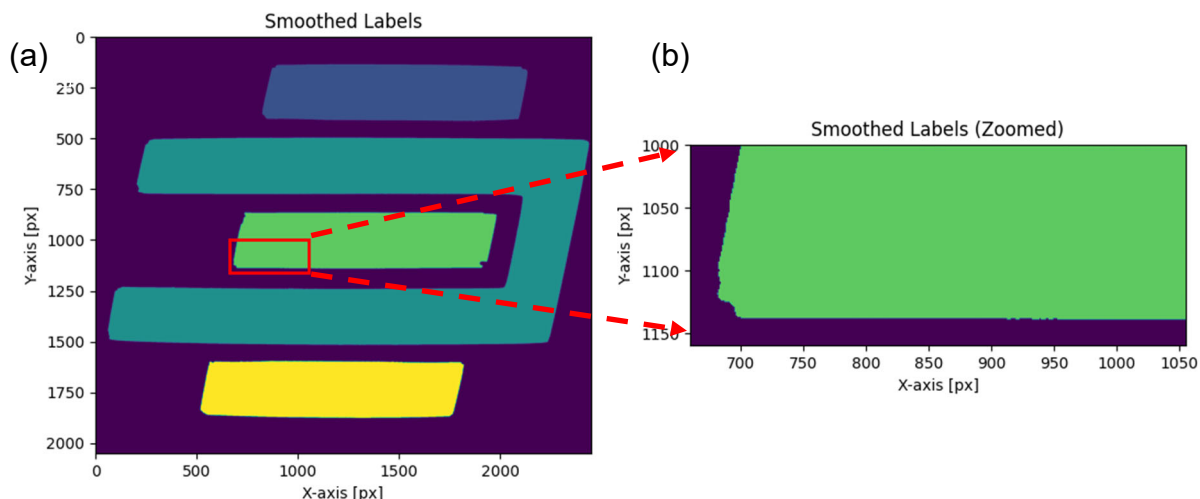 (a)
Smoothed Labels
0
250
500
750
1000
1250
1500
1750
2000
Y-axis [px]
0 500 1000 1500 2000
X-axis [px]
(b)
Smoothed Labels (Zoomed)
1000
1050
1100
1150
Y-axis [px]
700 750 800 850 900 950 1000 1050
X-axis [px]